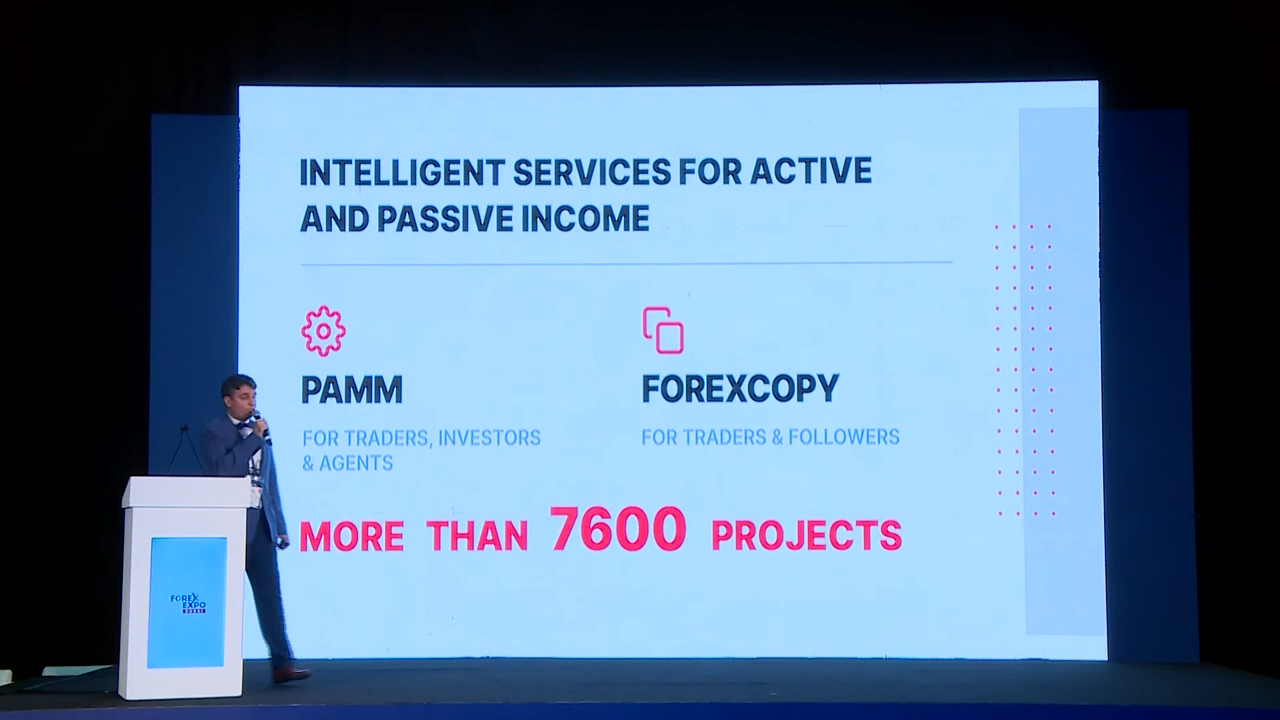 INTELLIGENT SERVICES FOR ACTIVE
AND PASSIVE INCOME
PAMM
FOR TRADERS, INVESTORS
& AGENTS
FOREXCOPY
FOR TRADERS & FOLLOWERS
MORE THAN 7600 PROJECTS
FOREX
EXPO
DUBAI